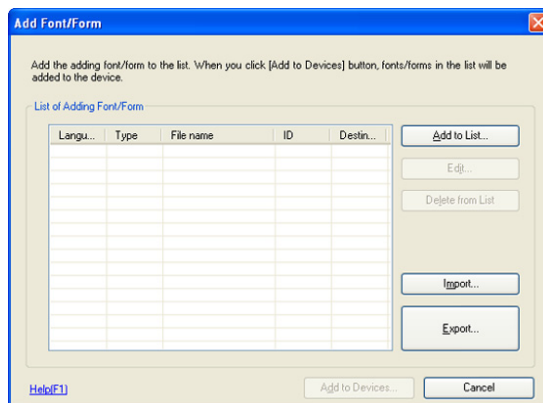 Add Font/Form
Add the adding font/form to the list. When you click [Add to Devices] button, fonts/forms in the list will be
added to the device.
List of Adding Font/Form
Langu... Type File name ID Destin...
Add to List...
Edit...
Delete from List
Import...
Export...
Help(F1)
Add to Devices...
Cancel